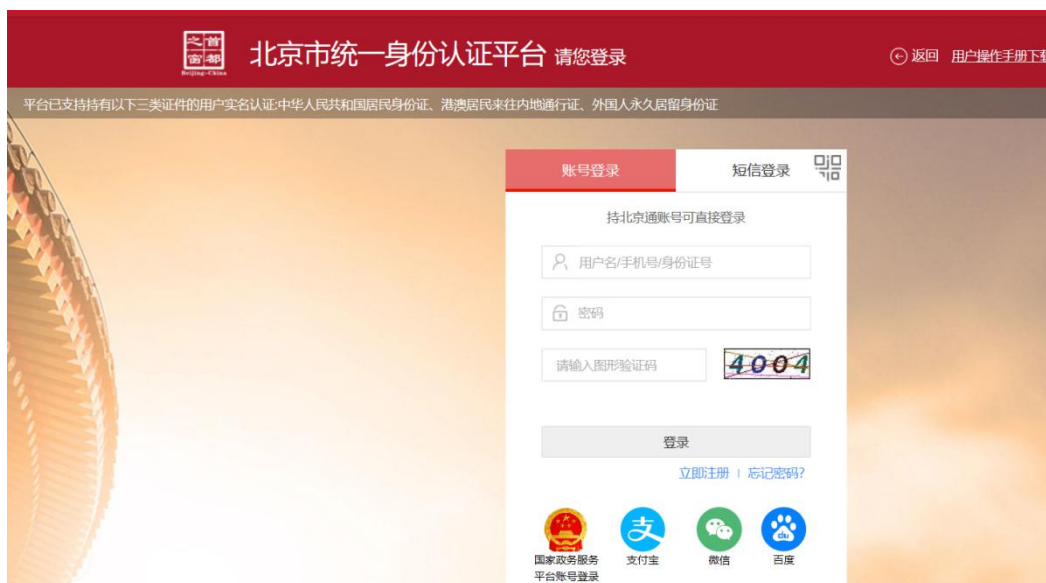 首都之窗
Beijing-China
北京市统一身份认证平台 请您登录
返回 用户操作手册下载
平台已支持持有以下三类证件的用户实名认证:中华人民共和国居民身份证、港澳居民来往内地通行证、外国人永久居留身份证
账号登录 短信登录
持北京通账号可直接登录
用户名/手机号/身份证号
密码
请输入图形验证码 4004
登录
立即注册 | 忘记密码?
国家政务服务平台账号登录
支付宝
微信
百度
du